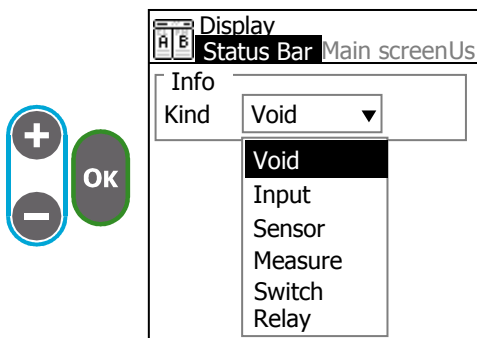 A B Display
Status Bar Main screenUs
Info
Kind Void ▼
Void
Input
Sensor
Measure
Switch
Relay
+
−
OK